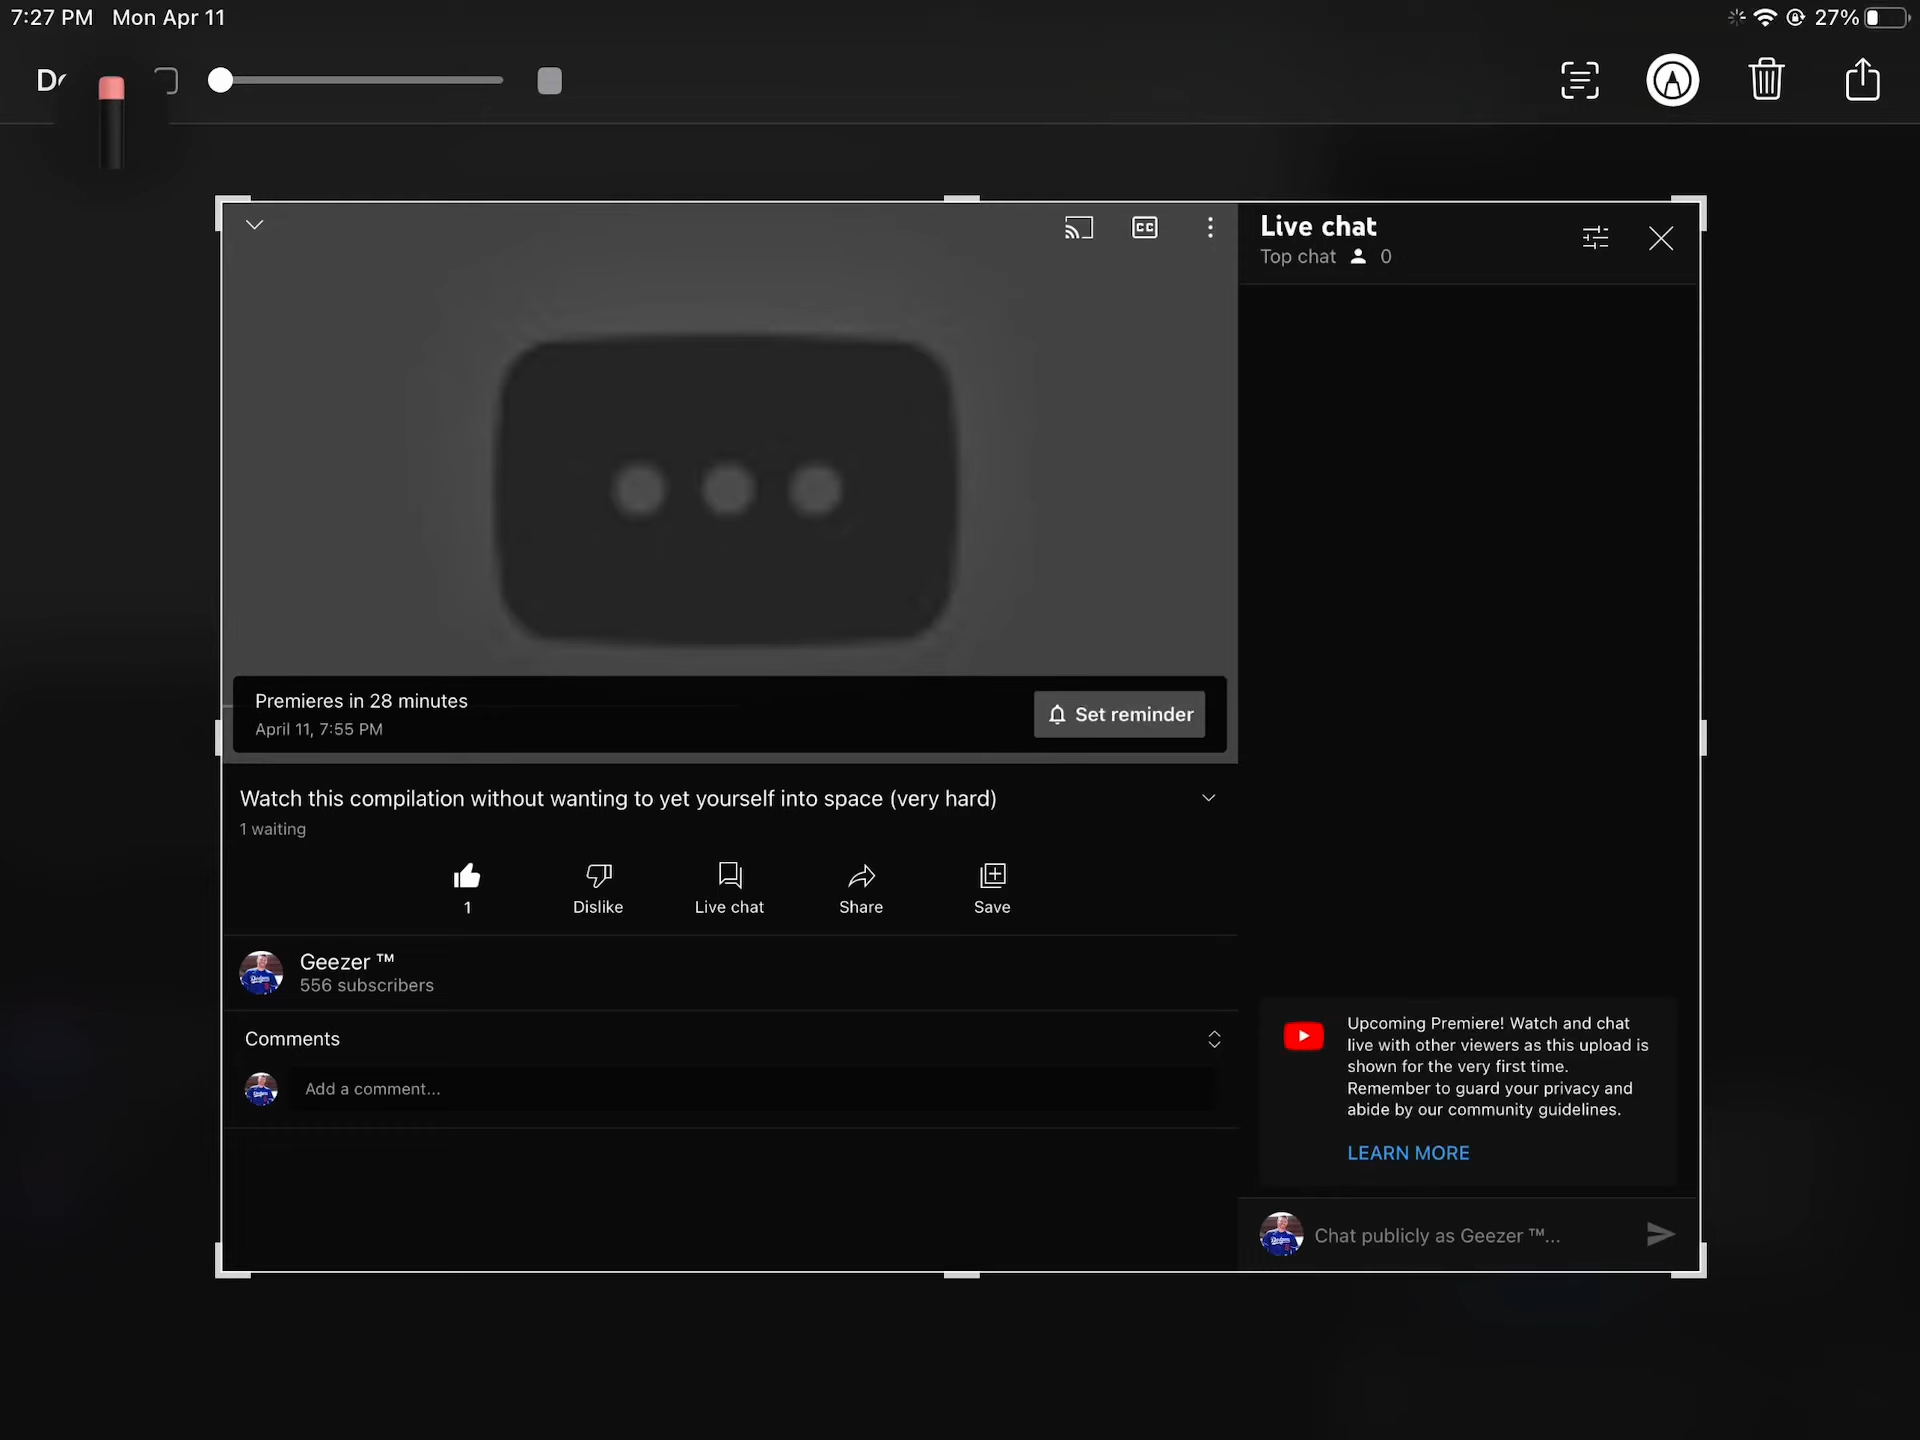 7:27 PM Mon Apr 11
27%
Live chat
Top chat 0
CC
Premieres in 28 minutes
April 11, 7:55 PM
Set reminder
Watch this compilation without wanting to yet yourself into space (very hard)
1 waiting
1
Dislike
Live chat
Share
Save
Geezer ™
556 subscribers
Comments
Add a comment...
Upcoming Premiere! Watch and chat
live with other viewers as this upload is
shown for the very first time.
Remember to guard your privacy and
abide by our community guidelines.
LEARN MORE
Chat publicly as Geezer ™...